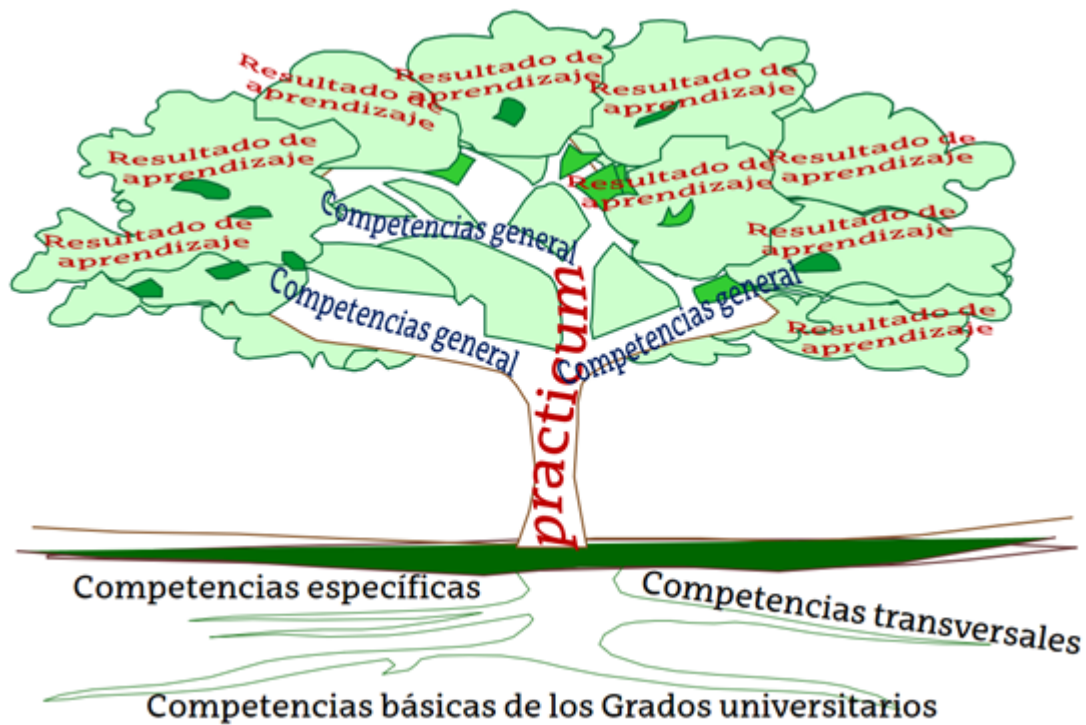 Resultado de
aprendizaje
Resultado de
aprendizaje
Resultado de
aprendizaje
Resultado de
aprendizaje
Resultado de
aprendizaje
Resultado de
aprendizaje
Resultado de
aprendizaje
Resultado de
aprendizaje
Resultado de
aprendizaje
Competencias general
Competencias general
Competencias general
practicum
Competencias específicas
Competencias transversales
Competencias básicas de los Grados universitarios